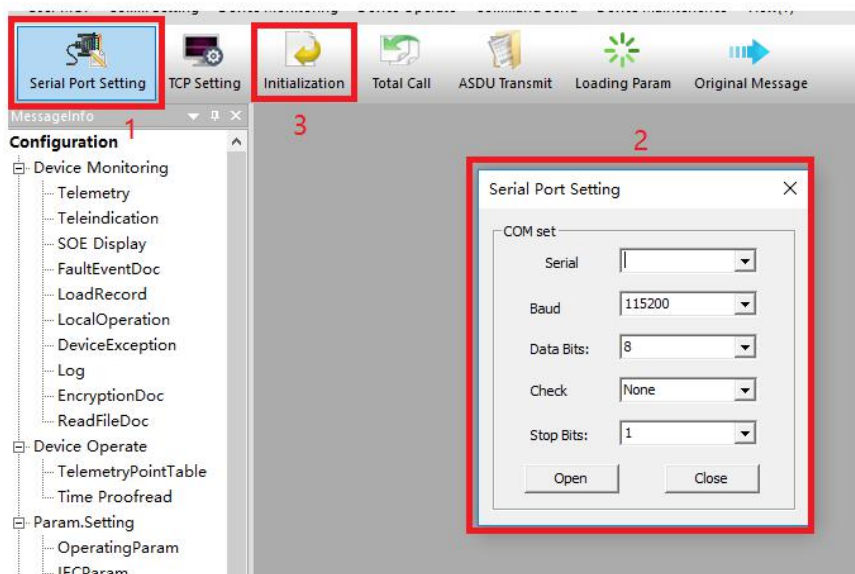 Serial Port Setting
TCP Setting
Initialization
Total Call
ASDU Transmit
Loading Param
Original Message
MessageInfo
1
3
2
Configuration
Device Monitoring
Telemetry
Teleindication
SOE Display
FaultEventDoc
LoadRecord
LocalOperation
DeviceException
Log
EncryptionDoc
ReadFileDoc
Device Operate
TelemetryPointTable
Time Proofread
Param.Setting
OperatingParam
IECParam
Serial Port Setting
COM set
Serial
Baud 115200
Data Bits: 8
Check None
Stop Bits: 1
Open
Close